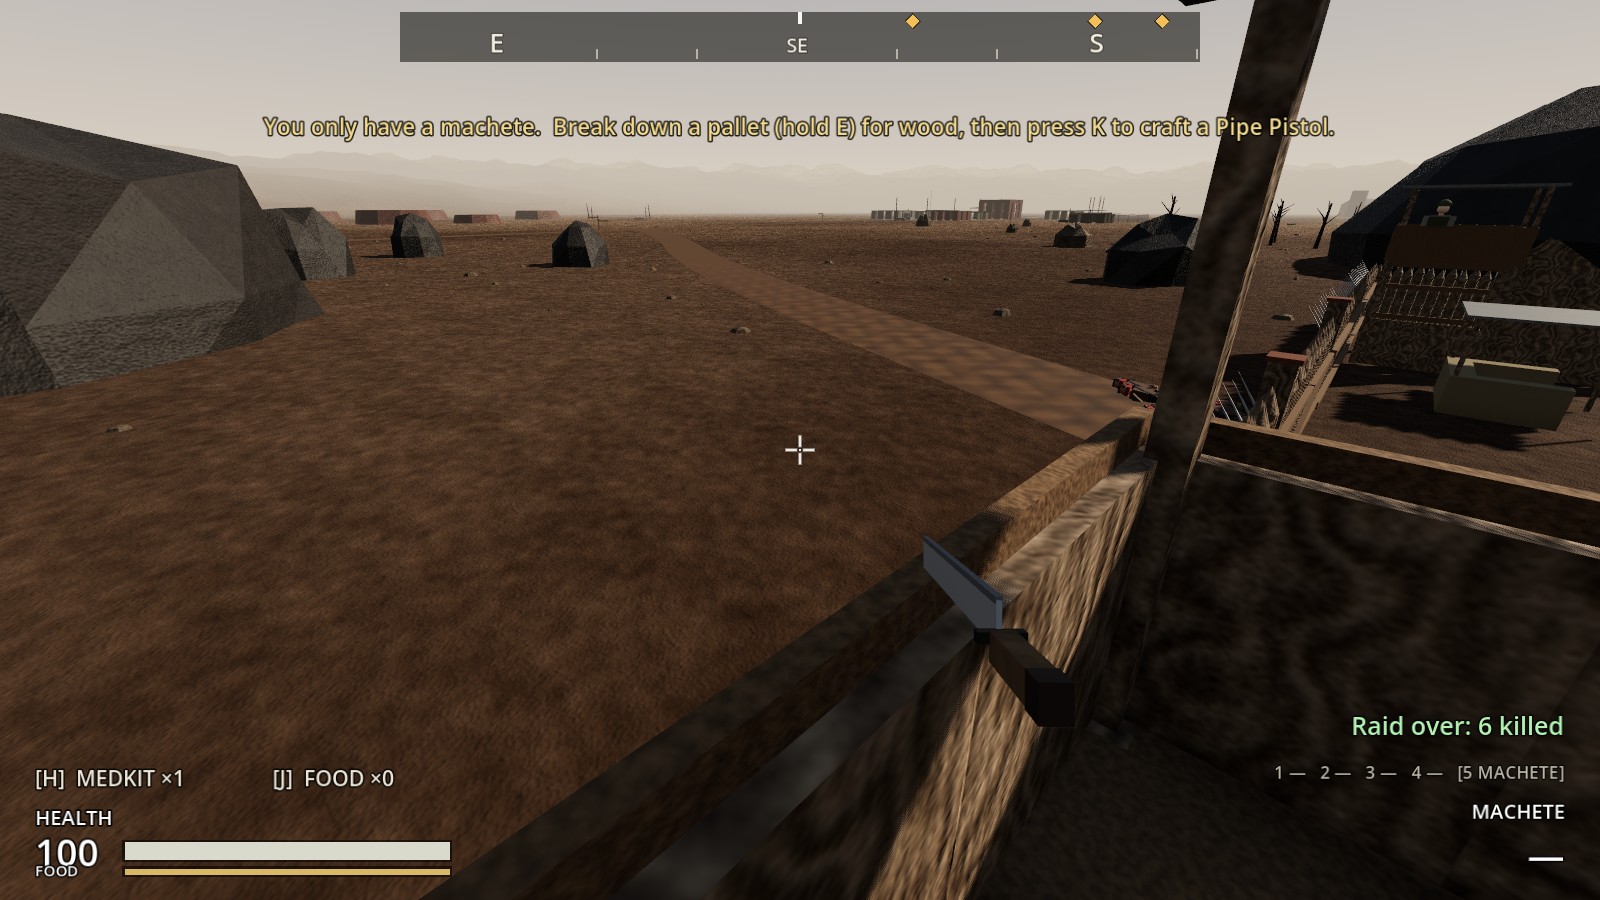 E SE S
You only have a machete. Break down a pallet (hold E) for wood, then press K to craft a Pipe Pistol.
Raid over: 6 killed
1 — 2 — 3 — 4 — [5 MACHETE]
[H] MEDKIT ×1 [J] FOOD ×0
MACHETE
HEALTH
100
FOOD